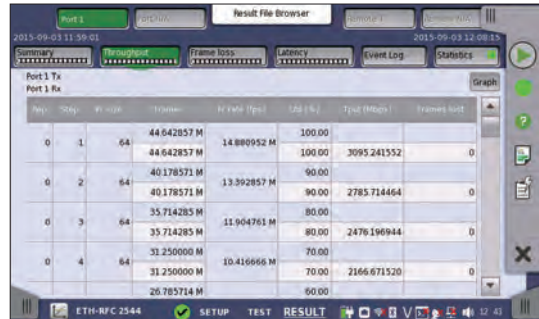 Port 1
Result File Browser
2015-09-03 11:59:01
2015-09-03 12:08:15
Summary
Throughput
Frame loss
Latency
Event Log
Statistics
Port 1 Tx
Port 1 Rx
Graph
Step
Frames
Fr rate (fps)
Util (%)
Tput (Mbps)
Frames lost
44.642857 M 100.00
0 1 64 14.880952 M
44.642857 M 100.00 3095.241552 0
40.178571 M 90.00
0 2 64 13.392857 M
40.178571 M 90.00 2785.714464 0
35.714285 M 80.00
0 3 64 11.904761 M
35.714285 M 80.00 2476.196944 0
31.250000 M 70.00
0 4 64 10.416666 M
31.250000 M 70.00 2166.671520 0
26.785714 M 60.00
ETH-RFC 2544
SETUP
TEST
RESULT
12:43